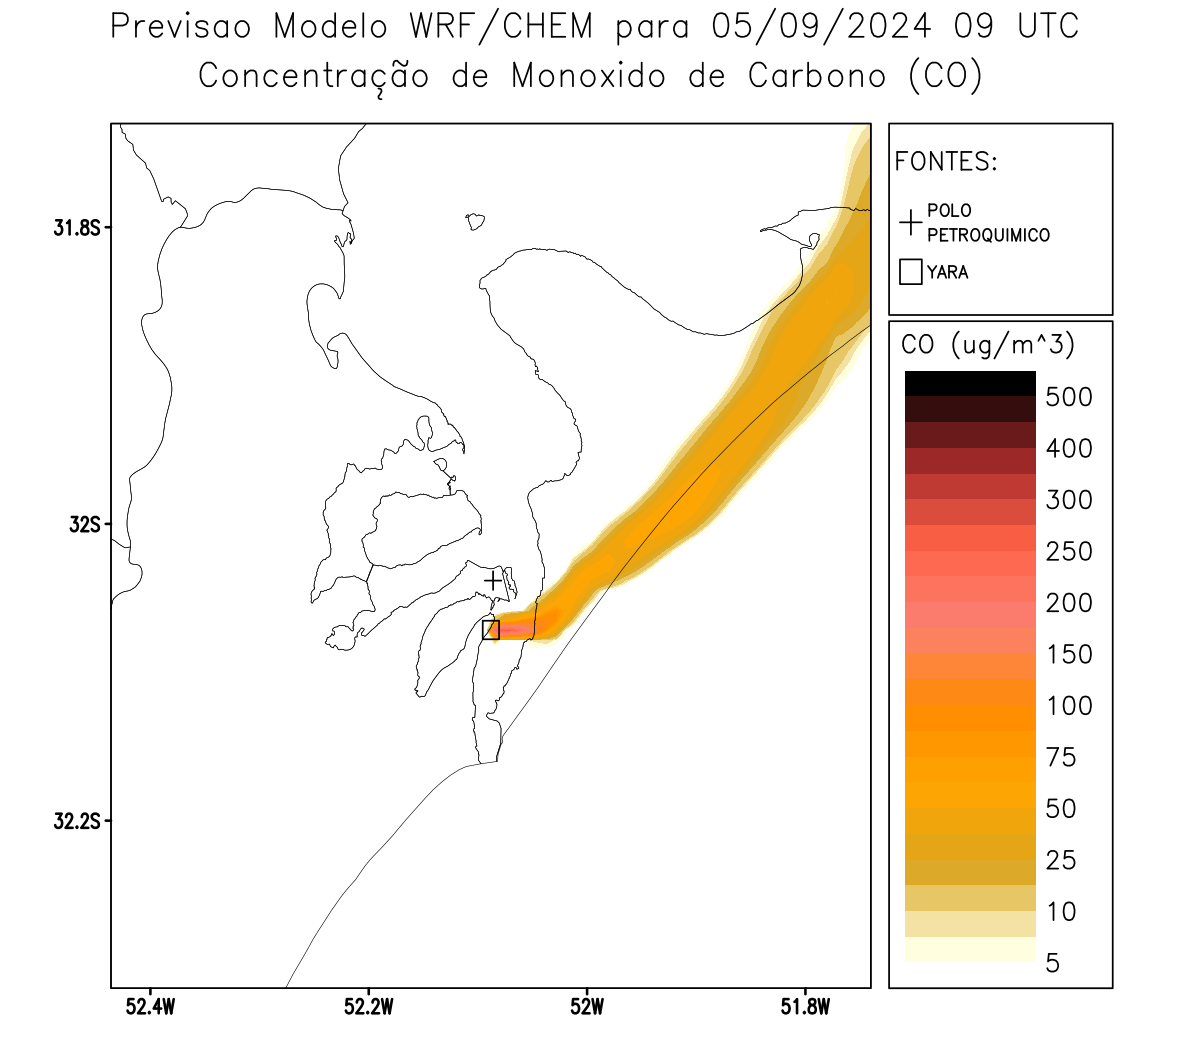 Previsao Modelo WRF/CHEM para 05/09/2024 09 UTC
Concentração de Monoxido de Carbono (CO)
FONTES:
POLO
PETROQUIMICO
YARA
CO (ug/m^3)
500
400
300
250
200
150
100
75
50
25
10
5
31.8S
32S
32.2S
52.4W
52.2W
52W
51.8W